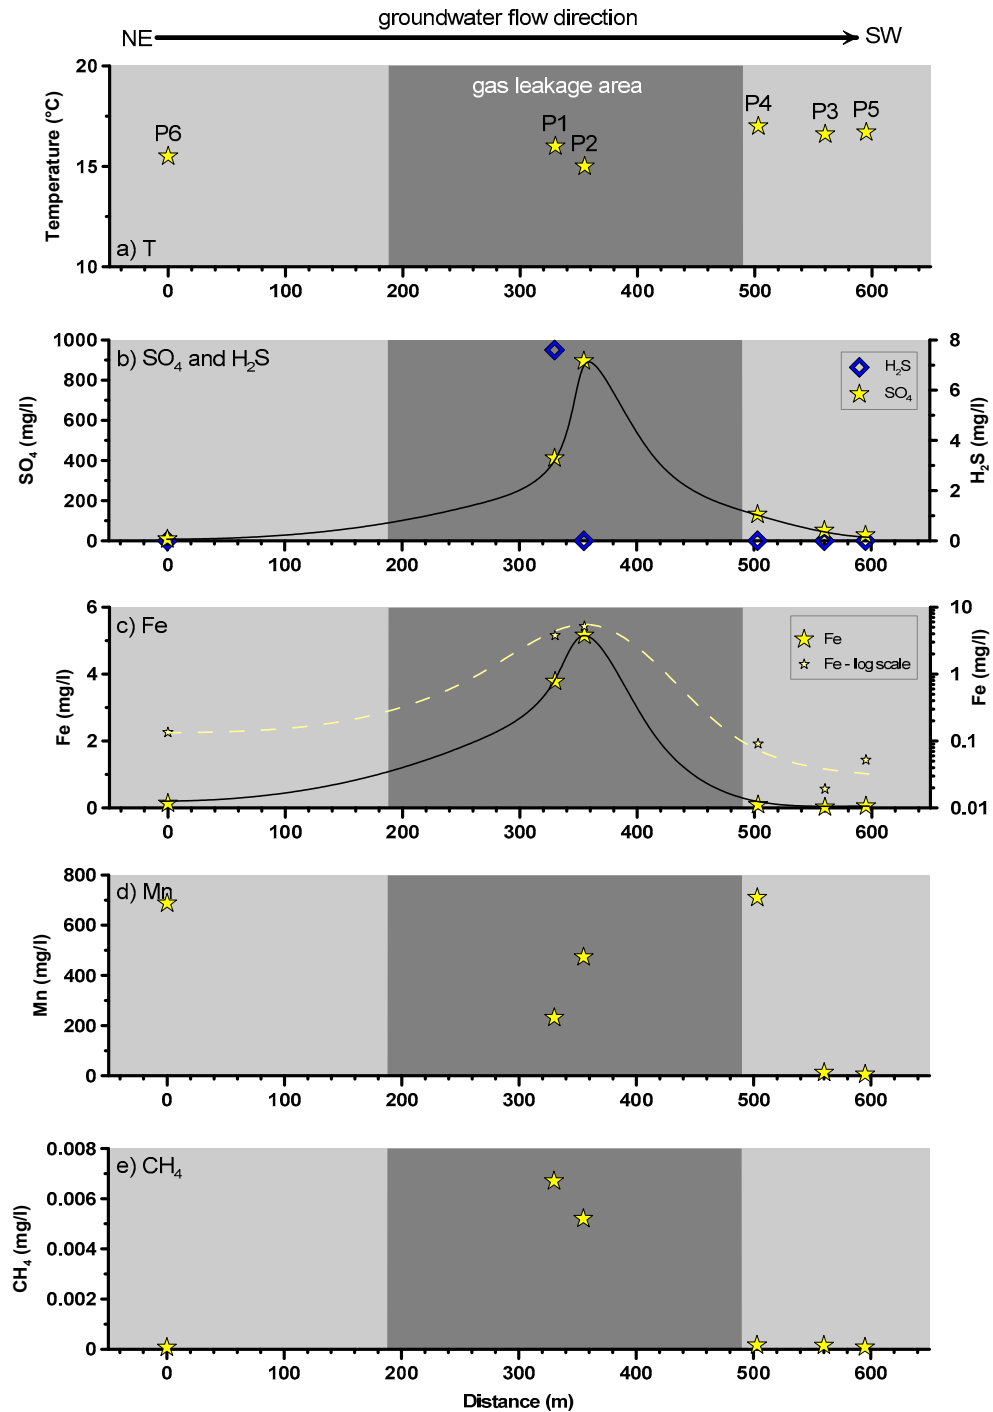 groundwater flow direction
NE
SW
gas leakage area
P6
P1
P2
P4
P3
P5
a) T
Temperature (°C)
20
15
10
0 100 200 300 400 500 600
b) SO₄ and H₂S
SO₄ (mg/l)
1000
800
600
400
200
0
H₂S
SO₄
H₂S (mg/l)
8
6
4
2
0
0 100 200 300 400 500 600
c) Fe
Fe (mg/l)
6
4
2
0
Fe
Fe - log scale
Fe (mg/l)
10
1
0.1
0.01
0 100 200 300 400 500 600
d) Mn
Mn (mg/l)
800
600
400
200
0
0 100 200 300 400 500 600
e) CH₄
CH₄ (mg/l)
0.008
0.006
0.004
0.002
0
0 100 200 300 400 500 600
Distance (m)